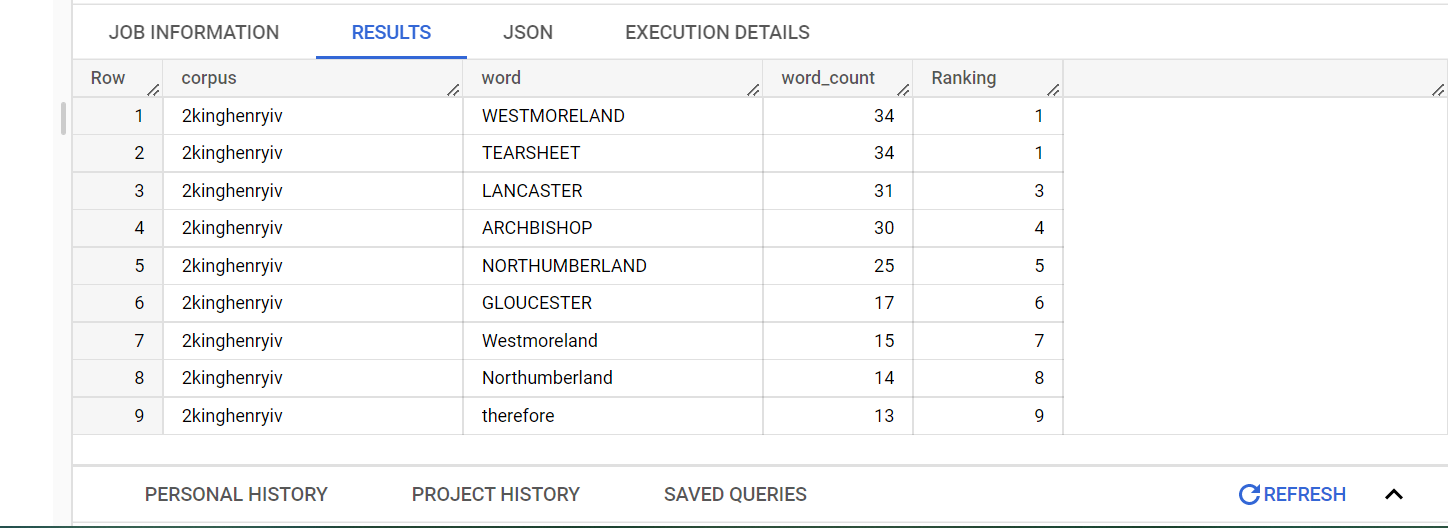 JOB INFORMATION RESULTS JSON EXECUTION DETAILS
Row corpus word word_count Ranking
1 2kinghenryiv WESTMORELAND 34 1
2 2kinghenryiv TEARSHEET 34 1
3 2kinghenryiv LANCASTER 31 3
4 2kinghenryiv ARCHBISHOP 30 4
5 2kinghenryiv NORTHUMBERLAND 25 5
6 2kinghenryiv GLOUCESTER 17 6
7 2kinghenryiv Westmoreland 15 7
8 2kinghenryiv Northumberland 14 8
9 2kinghenryiv therefore 13 9
PERSONAL HISTORY PROJECT HISTORY SAVED QUERIES REFRESH